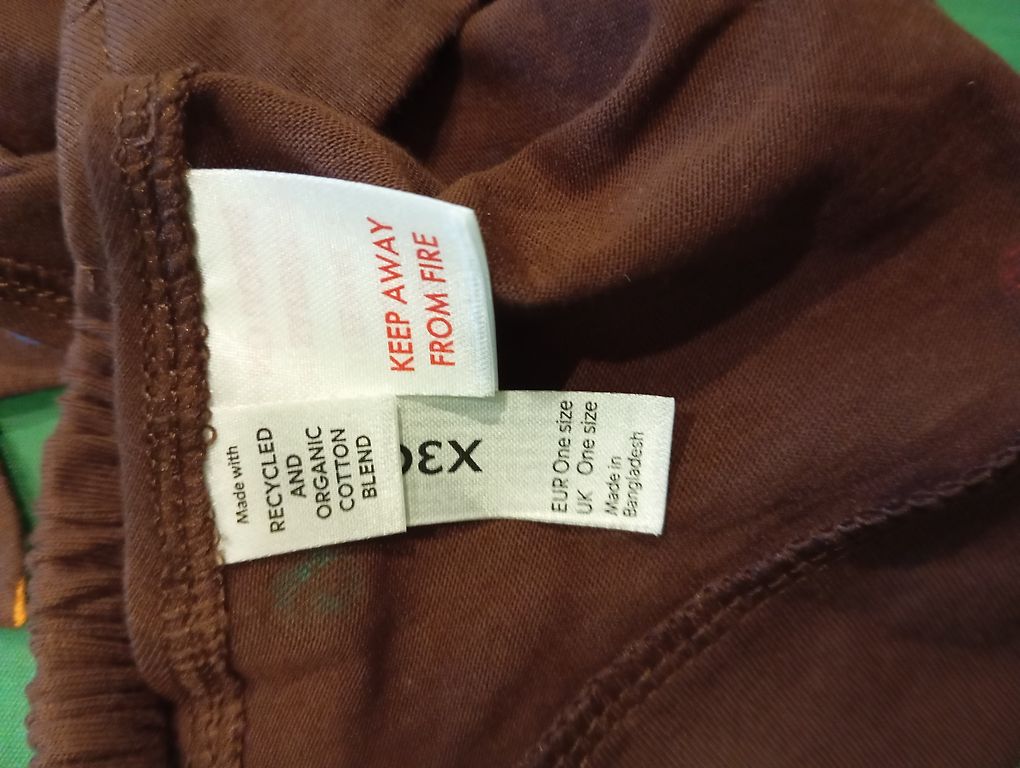 KEEP AWAY
FROM FIRE
Made with
RECYCLED
AND
ORGANIC
COTTON
BLEND
EUR One size
UK One size
Made in
Bangladesh